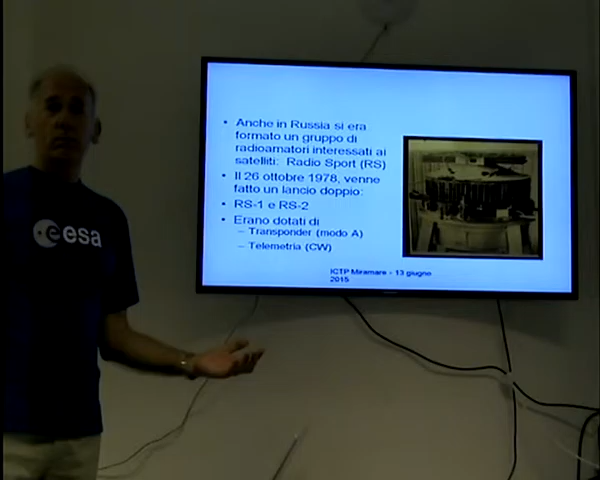 esa
• Anche in Russia si era
formato un gruppo di
radioamatori interessati ai
satelliti: Radio Sport (RS)
• Il 26 ottobre 1978, venne
fatto un lancio doppio:
• RS-1 e RS-2
• Erano dotati di
– Transponder (modo A)
– Telemetria (CW)
ICTP Miramare - 13 giugno
2015